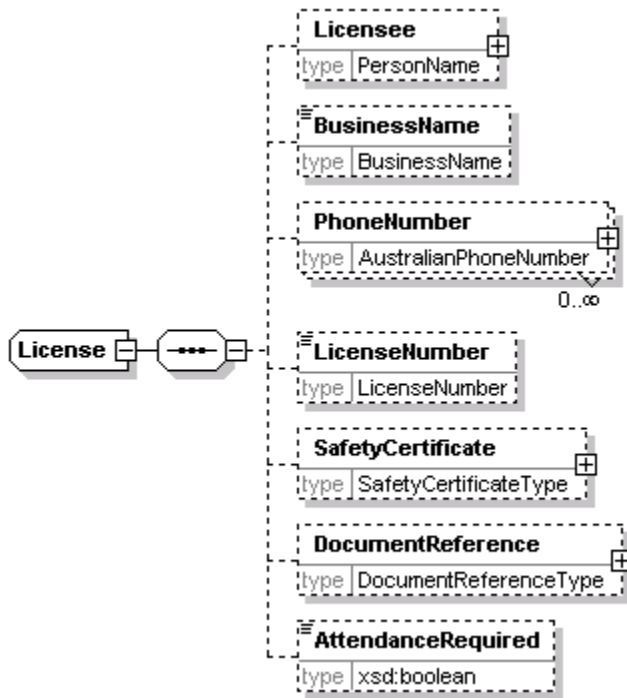 Licensee
type PersonName
BusinessName
type BusinessName
PhoneNumber
type AustralianPhoneNumber
0..∞
License
LicenseNumber
type LicenseNumber
SafetyCertificate
type SafetyCertificateType
DocumentReference
type DocumentReferenceType
AttendanceRequired
type xsd:boolean